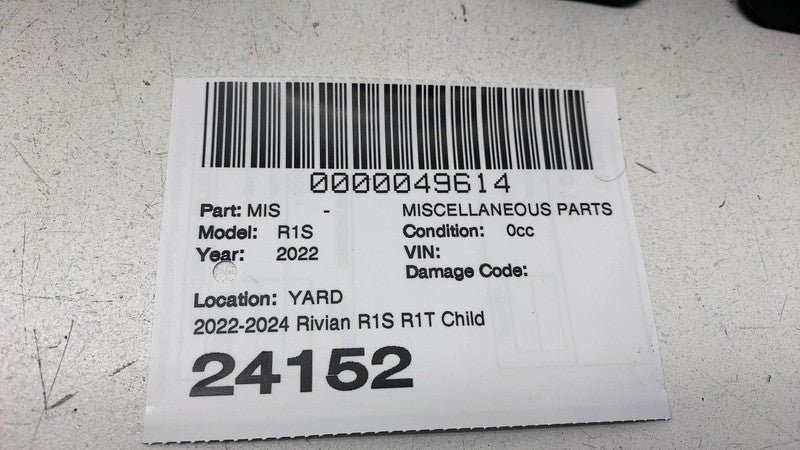 0000049614
Part: MIS - MISCELLANEOUS PARTS
Model: R1S Condition: 0cc
Year: 2022 VIN:
Damage Code:
Location: YARD
2022-2024 Rivian R1S R1T Child
24152